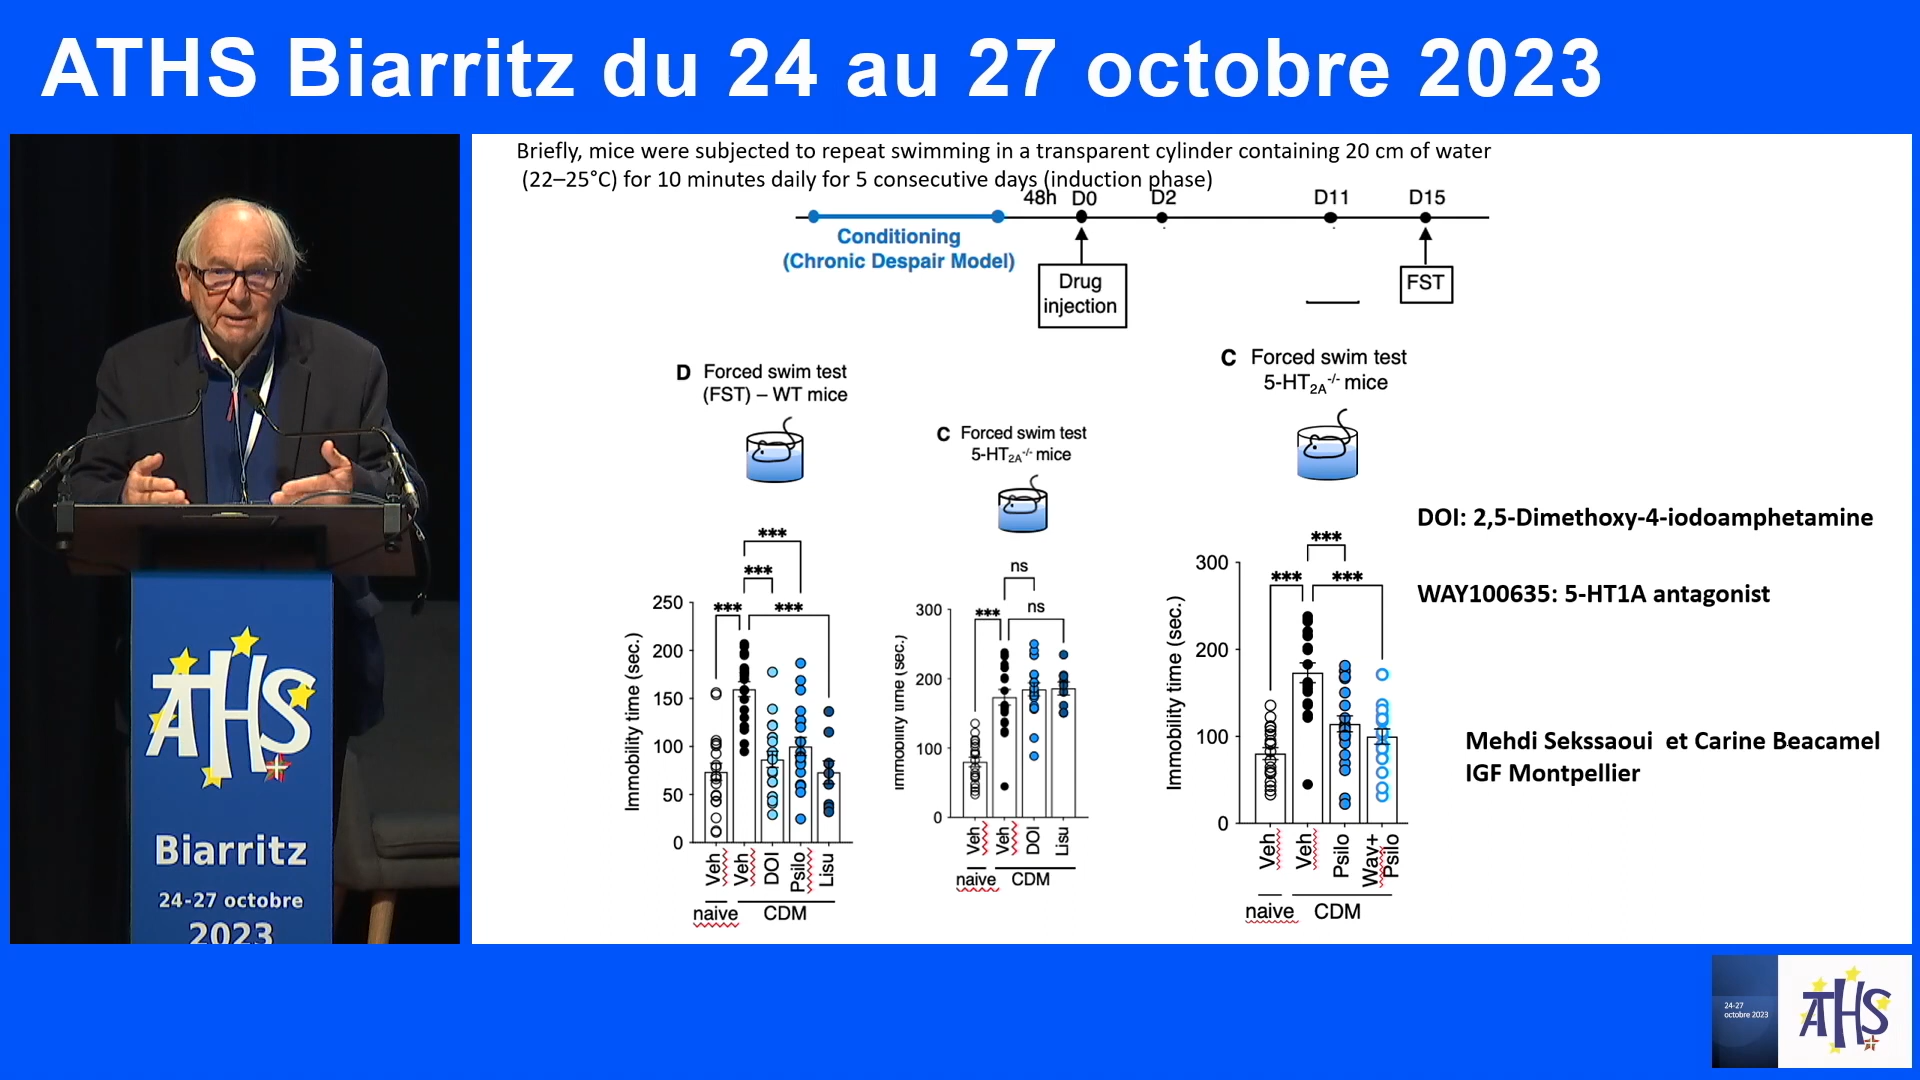 ATHS Biarritz du 24 au 27 octobre 2023
Briefly, mice were subjected to repeat swimming in a transparent cylinder containing 20 cm of water
(22–25°C) for 10 minutes daily for 5 consecutive days (induction phase)
48h D0 D2 D11 D15
Conditioning
(Chronic Despair Model)
Drug
injection
FST
D Forced swim test
(FST) – WT mice
***
***
*** ***
Immobility time (sec.)
250
200
150
100
50
0
Veh Veh DOI Psilo Lisu
naive CDM
C Forced swim test
5-HT2A-/- mice
ns
*** ns
Immobility time (sec.)
300
200
100
0
Veh Veh DOI Lisu
naive CDM
C Forced swim test
5-HT2A-/- mice
***
*** ***
Immobility time (sec.)
300
200
100
0
Veh Veh Psilo Way+ Psilo
naive CDM
DOI: 2,5-Dimethoxy-4-iodoamphetamine
WAY100635: 5-HT1A antagonist
Mehdi Sekssaoui et Carine Beacamel
IGF Montpellier
AHS
Biarritz
24-27 octobre
2023
24-27
octobre 2023
AHS